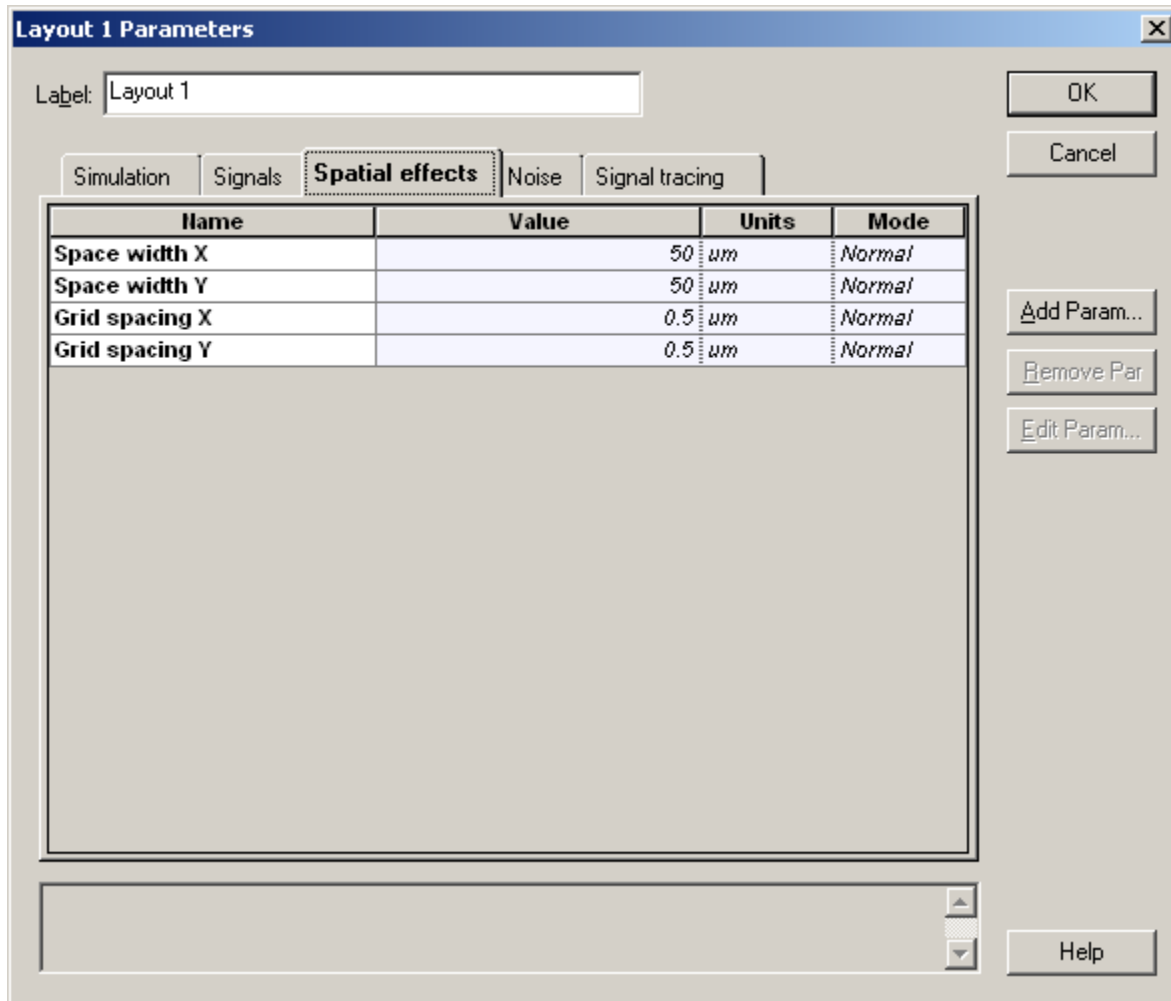 Layout 1 Parameters
Label: Layout 1
OK
Cancel
Simulation Signals Spatial effects Noise Signal tracing
Name Value Units Mode
Space width X 50 um Normal
Space width Y 50 um Normal
Grid spacing X 0.5 um Normal
Grid spacing Y 0.5 um Normal
Add Param...
Remove Par
Edit Param...
Help